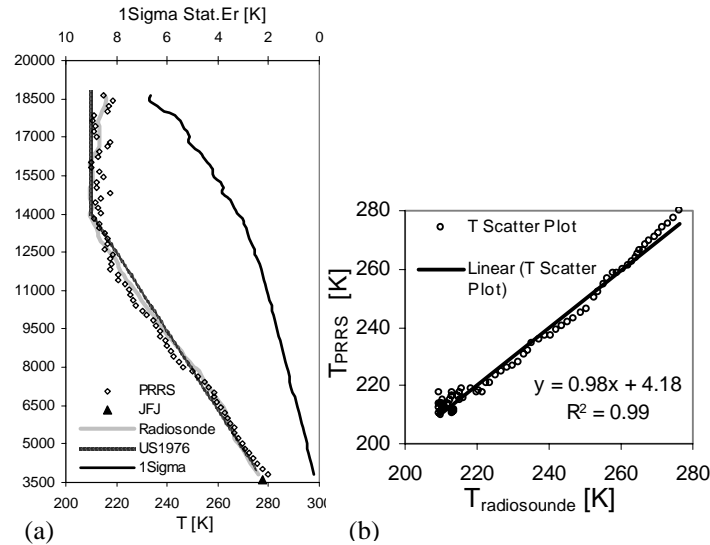 1Sigma Stat.Er [K]
10 8 6 4 2 0
20000
18500
17000
15500
14000
12500
11000
9500
8000
6500
5000
3500
PRRS
JFJ
Radiosonde
US1976
1Sigma
200 220 240 260 280 300
T [K]
(a)
280
260
240
220
200
T Scatter Plot
Linear (T Scatter
Plot)
y = 0.98x + 4.18
R² = 0.99
TPRRS [K]
200 220 240 260 280
Tradiosounde [K]
(b)